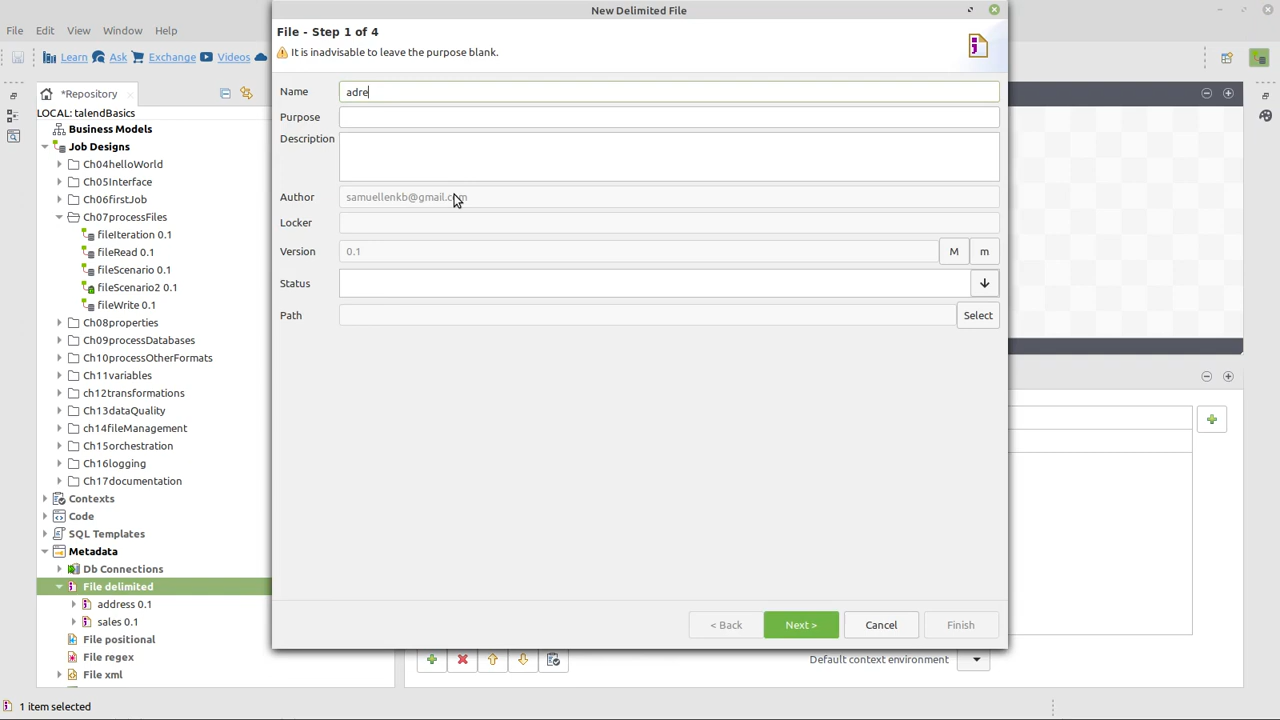 New Delimited File
File - Step 1 of 4
It is inadvisable to leave the purpose blank.
File Edit View Window Help
Learn Ask Exchange Videos
*Repository
LOCAL: talendBasics
Business Models
Job Designs
Ch04helloWorld
Ch05Interface
Ch06firstJob
Ch07processFiles
fileIteration 0.1
fileRead 0.1
fileScenario 0.1
fileScenario2 0.1
fileWrite 0.1
Ch08properties
Ch09processDatabases
Ch10processOtherFormats
Ch11variables
ch12transformations
Ch13dataQuality
ch14fileManagement
Ch15orchestration
Ch16logging
Ch17documentation
Contexts
Code
SQL Templates
Metadata
Db Connections
File delimited
address 0.1
sales 0.1
File positional
File regex
File xml
Name adre
Purpose
Description
Author samuellenkb@gmail.com
Locker
Version 0.1 M m
Status
Path Select
< Back Next > Cancel Finish
Default context environment
1 item selected